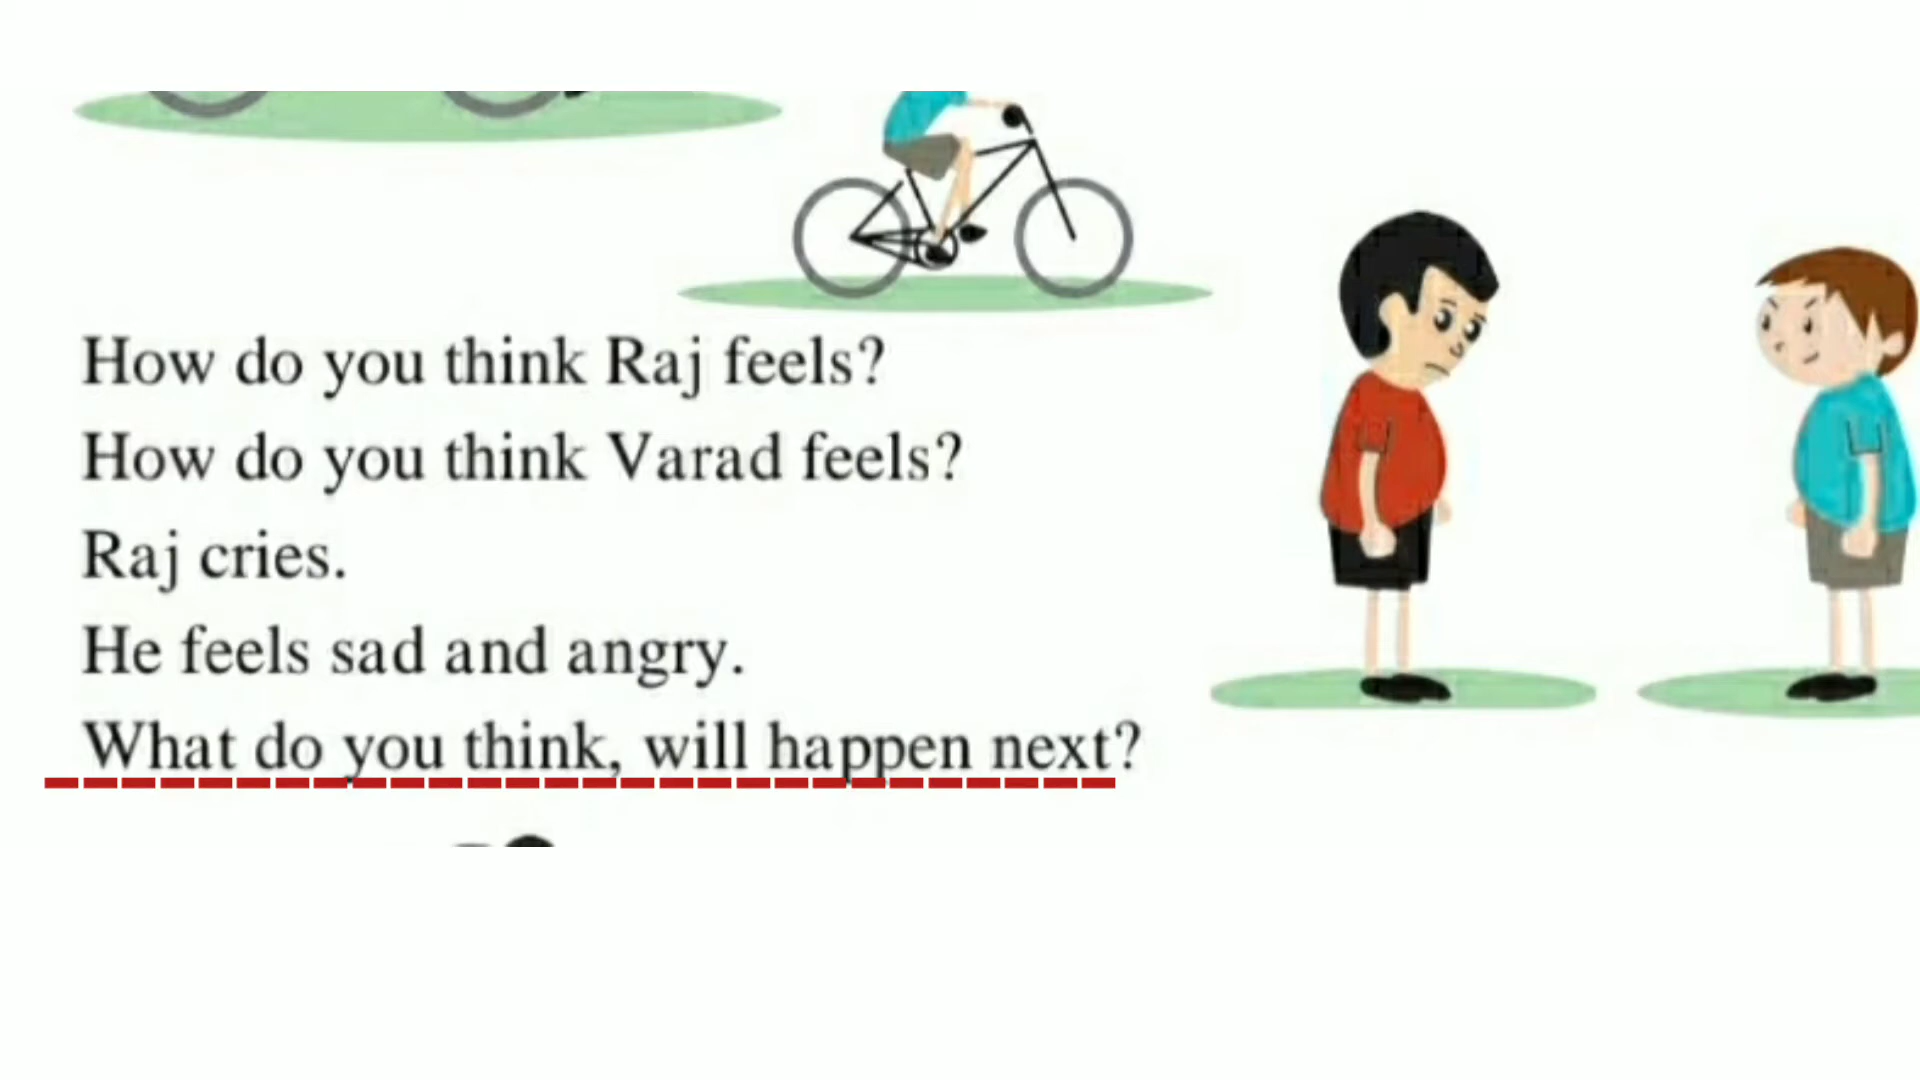 How do you think Raj feels?
How do you think Varad feels?
Raj cries.
He feels sad and angry.
What do you think, will happen next?